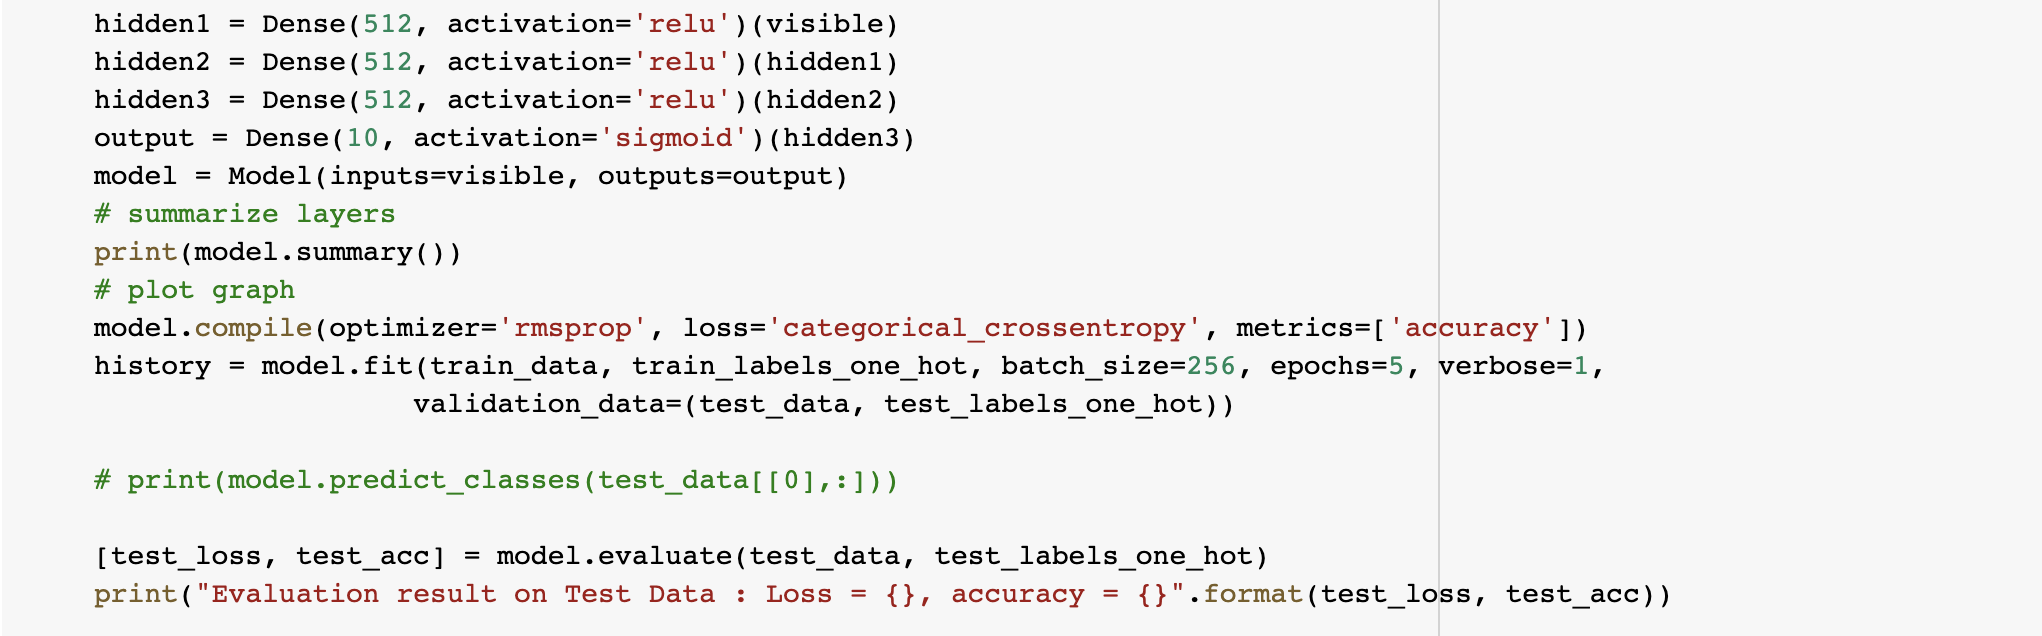 hidden1 = Dense(512, activation='relu')(visible)
hidden2 = Dense(512, activation='relu')(hidden1)
hidden3 = Dense(512, activation='relu')(hidden2)
output = Dense(10, activation='sigmoid')(hidden3)
model = Model(inputs=visible, outputs=output)
# summarize layers
print(model.summary())
# plot graph
model.compile(optimizer='rmsprop', loss='categorical_crossentropy', metrics=['accuracy'])
history = model.fit(train_data, train_labels_one_hot, batch_size=256, epochs=5, verbose=1,
                   validation_data=(test_data, test_labels_one_hot))
# print(model.predict_classes(test_data[[0],:]))
[test_loss, test_acc] = model.evaluate(test_data, test_labels_one_hot)
print("Evaluation result on Test Data : Loss = {}, accuracy = {}".format(test_loss, test_acc))